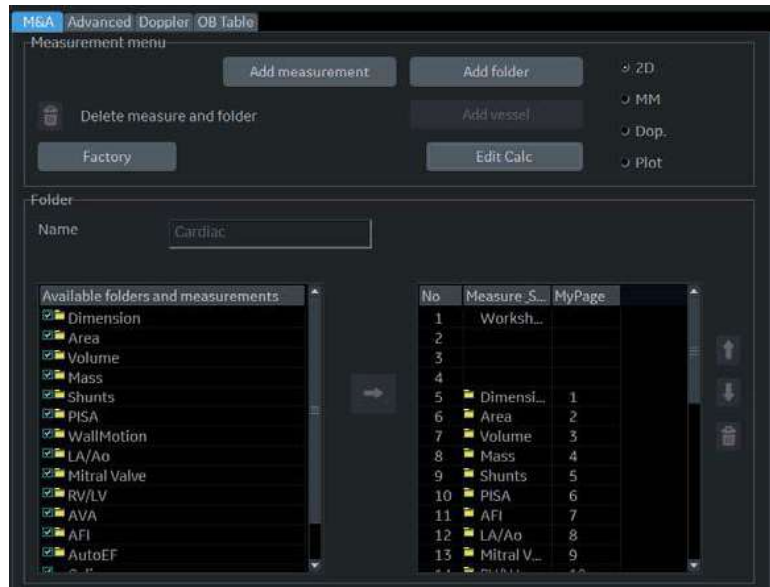 M&A Advanced Doppler OB Table
Measurement menu
Add measurement Add folder 2D
MM
Delete measure and folder Add vessel
Dop.
Factory Edit Calc
Plot
Folder
Name Cardiac
Available folders and measurements
Dimension
Area
Volume
Mass
Shunts
PISA
WallMotion
LA/Ao
Mitral Valve
RV/LV
AVA
AFI
AutoEF
No Measure_S... MyPage
1 Worksh...
2
3
4
5 Dimensi... 1
6 Area 2
7 Volume 3
8 Mass 4
9 Shunts 5
10 PISA 6
11 AFI 7
12 LA/Ao 8
13 Mitral V... 9